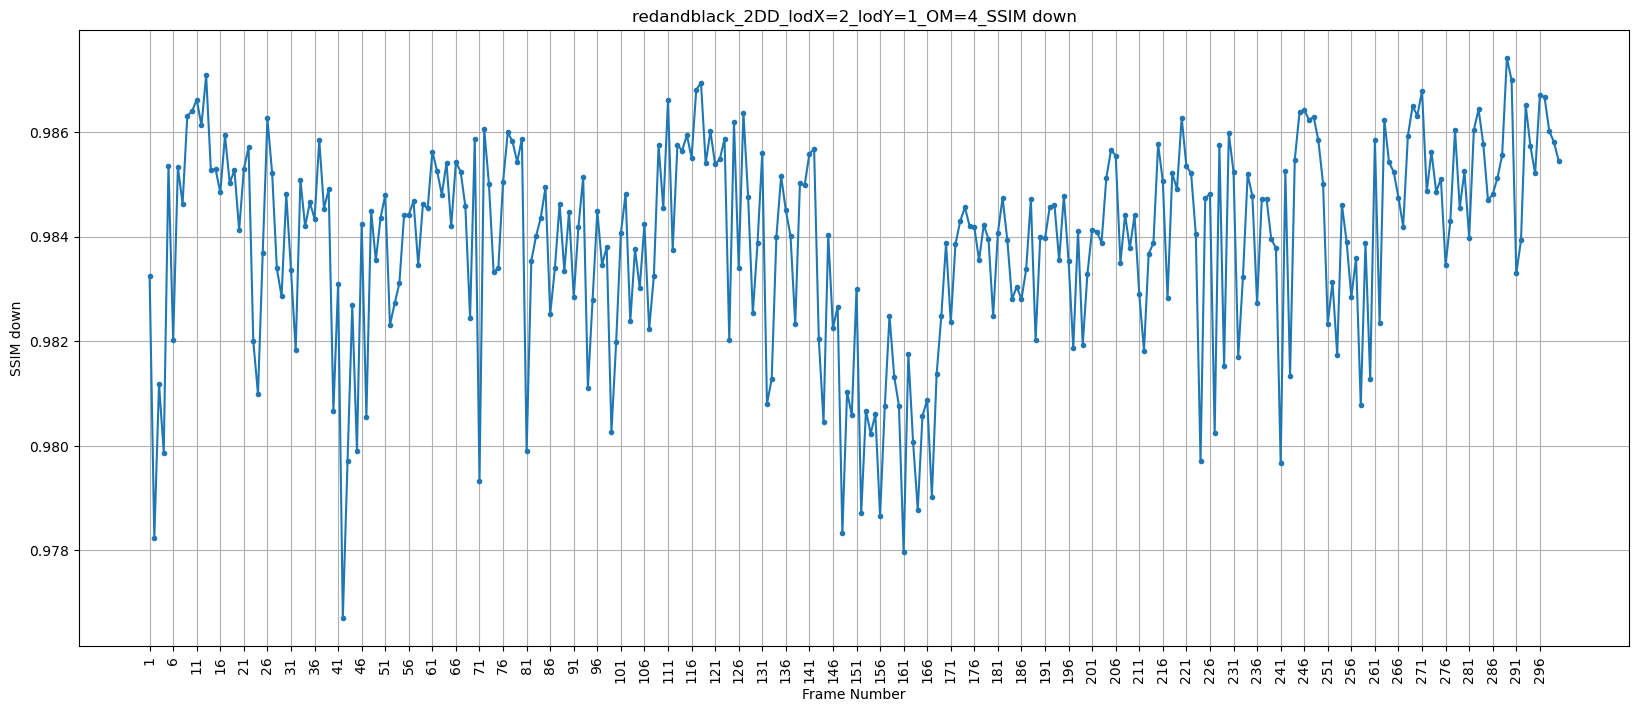 redandblack_2DD_lodX=2_lodY=1_OM=4_SSIM down
SSIM down
0.986
0.984
0.982
0.980
0.978
1 6 11 16 21 26 31 36 41 46 51 56 61 66 71 76 81 86 91 96 101 106 111 116 121 126 131 136 141 146 151 156 161 166 171 176 181 186 191 196 201 206 211 216 221 226 231 236 241 246 251 256 261 266 271 276 281 286 291 296
Frame Number